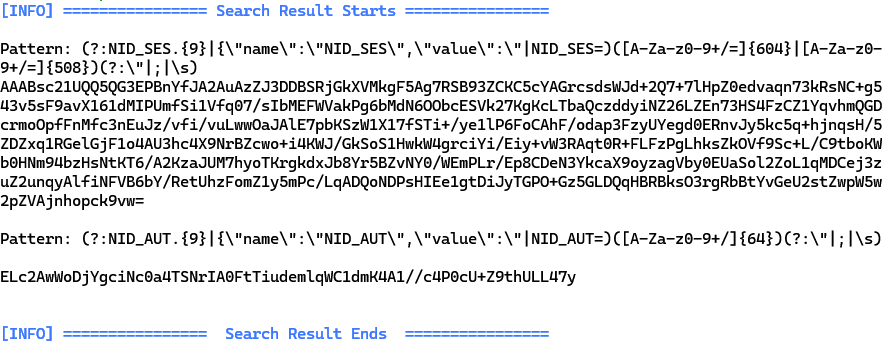 [INFO] ================ Search Result Starts ================
Pattern: (?:NID_SES.{9}|{\"name\":\"NID_SES\",\"value\":\"|NID_SES=)([A-Za-z0-9+/=]{604}|[A-Za-z0-
9+/=]{508})(?:\"|;|\s)
AAABsc21UQQ5QG3EPBnYfJA2AuAzZJ3DDBSRjGkXVMkgF5Ag7RSB93ZCKC5cYAGrcsdsWJd+2Q7+7lHpZ0edvaqn73kRsNC+g5
43v5sF9avX161dMIPUmfSi1Vfq07/sIbMEFWVakPg6bMdN6OObcESVk27KgKcLTbaQczddyiNZ26LZEn73HS4FzCZ1YqvhmQGD
crmoOpfFnMfc3nEuJz/vfi/vuLwwOaJAlE7pbKSzW1X17fSTi+/ye1lP6FoCAhF/odap3FzyUYegd0ERnvJy5kc5q+hjnqsH/5
ZDZxq1RGelGjF1o4AU3hc4X9NrBZcwo+i4KWJ/GkSoS1HwkW4grciYi/Eiy+vW3RAqt0R+FLFzPgLhksZkOVf9Sc+L/C9tboKW
b0HNm94bzHsNtKT6/A2KzaJUM7hyoTKrgkdxJb8Yr5BZvNY0/WEmPLr/Ep8CDeN3YkcaX9oyzagVby0EUaSol2ZoL1qMDCej3z
uZ2unqyAlfiNFVB6bY/RetUhzFomZ1y5mPc/LqADQoNDPsHIEe1gtDiJyTGPO+Gz5GLDQqHBRBksO3rgRbBtYvGeU2stZwpW5w
2pZVAjnhopck9vw=
Pattern: (?:NID_AUT.{9}|{\"name\":\"NID_AUT\",\"value\":\"|NID_AUT=)([A-Za-z0-9+/]{64})(?:\"|;|\s)
ELc2AwWoDjYgciNc0a4TSNrIA0FtTiudemlqWC1dmK4A1//c4P0cU+Z9thULL47y
[INFO] ================  Search Result Ends  ================